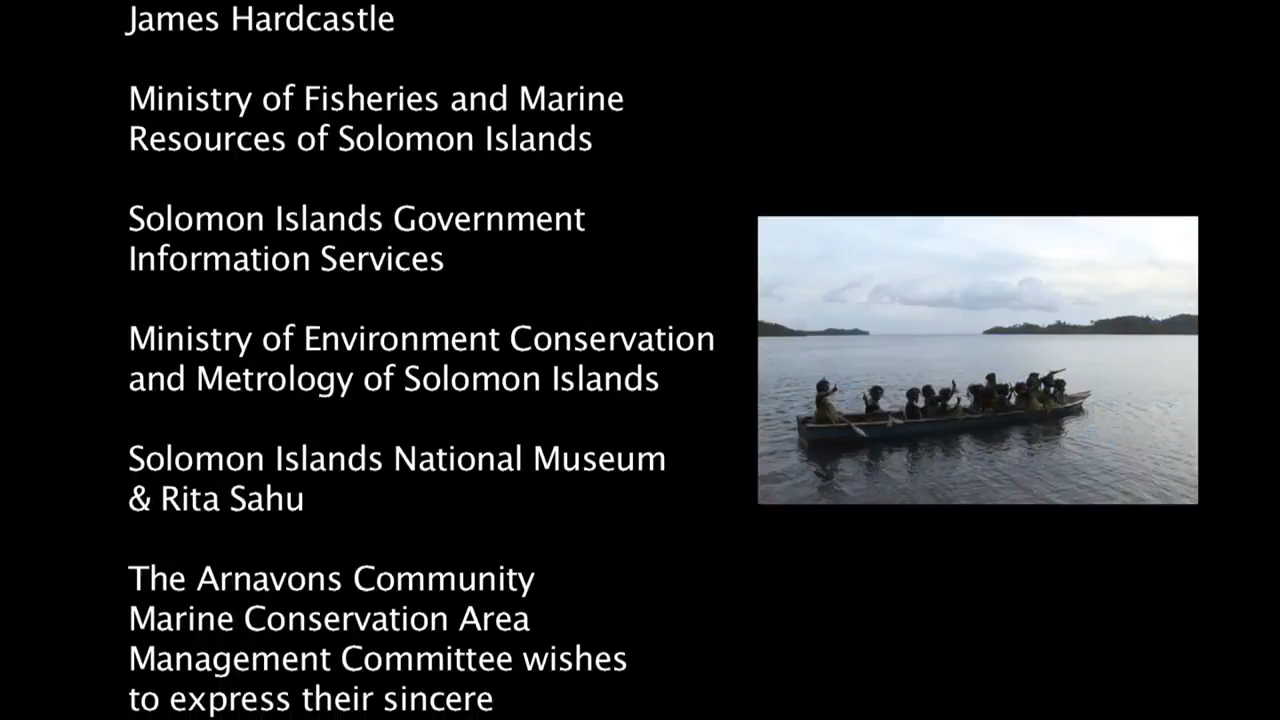 James Hardcastle
Ministry of Fisheries and Marine
Resources of Solomon Islands
Solomon Islands Government
Information Services
Ministry of Environment Conservation
and Metrology of Solomon Islands
Solomon Islands National Museum
& Rita Sahu
The Arnavons Community
Marine Conservation Area
Management Committee wishes
to express their sincere